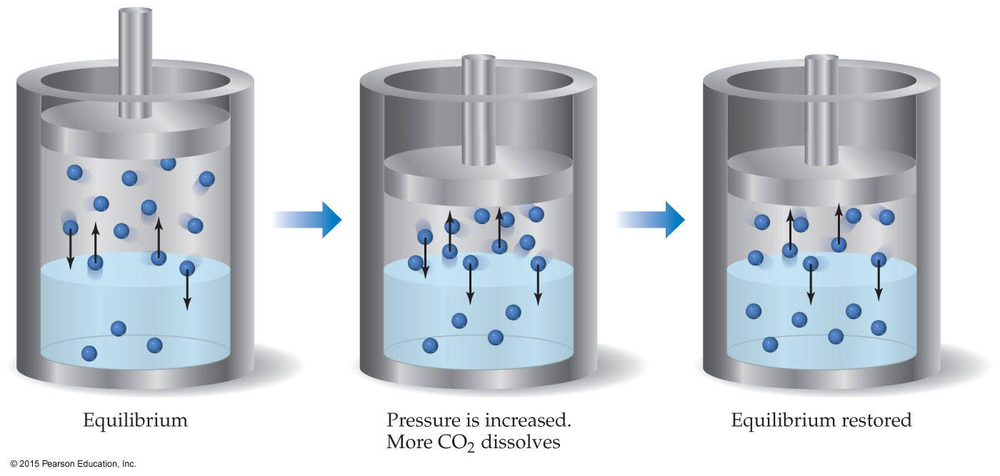 Equilibrium
Pressure is increased.
More CO₂ dissolves
Equilibrium restored
© 2015 Pearson Education, Inc.